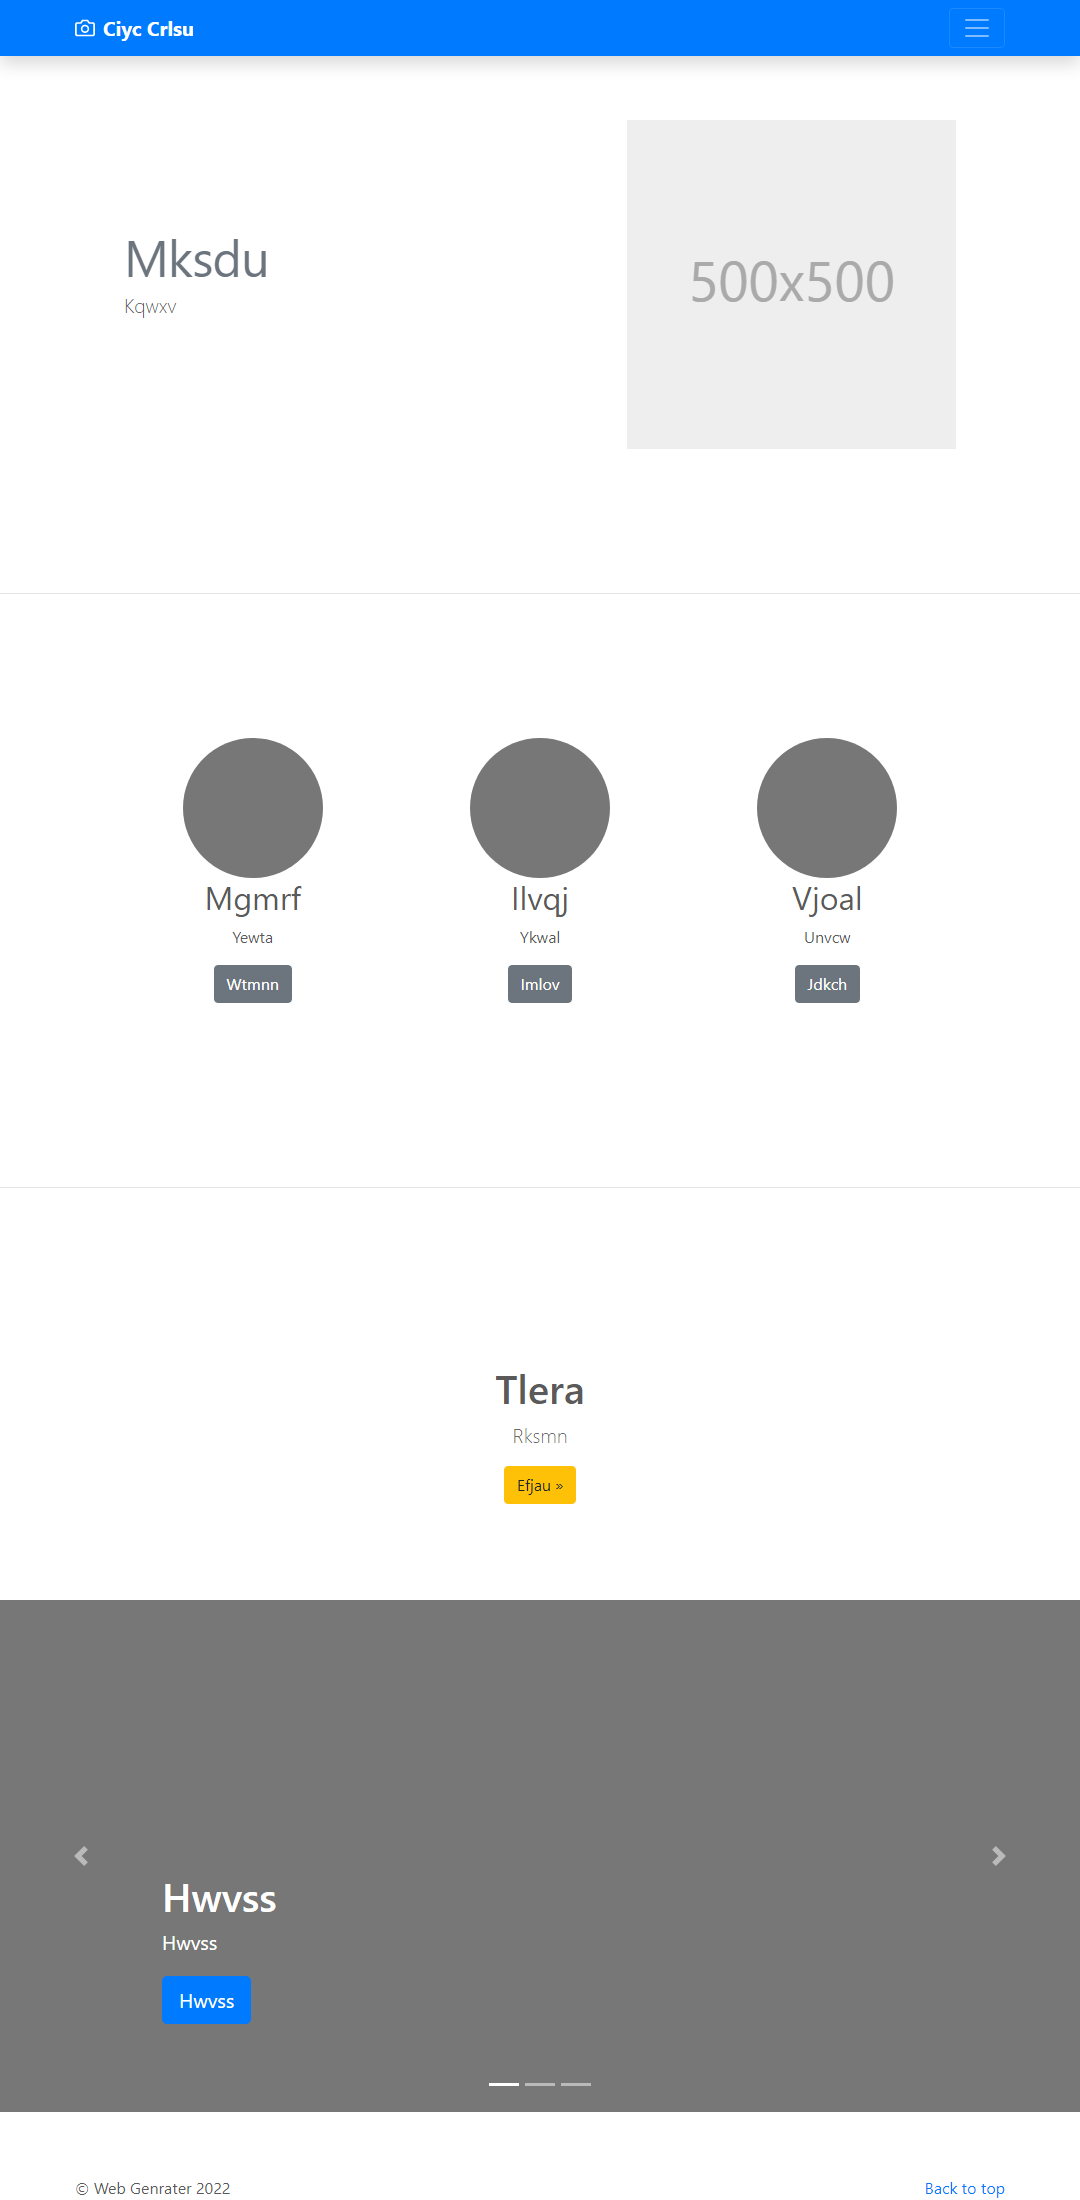 Ciyc Crlsu
Mksdu
Kqwxv
500x500
Mgmrf
Yewta
Wtmnn
Ilvqj
Ykwal
Imlov
Vjoal
Unvcw
Jdkch
Tlera
Rksmn
Efjau »
Hwvss
Hwvss
Hwvss
© Web Genrater 2022
Back to top